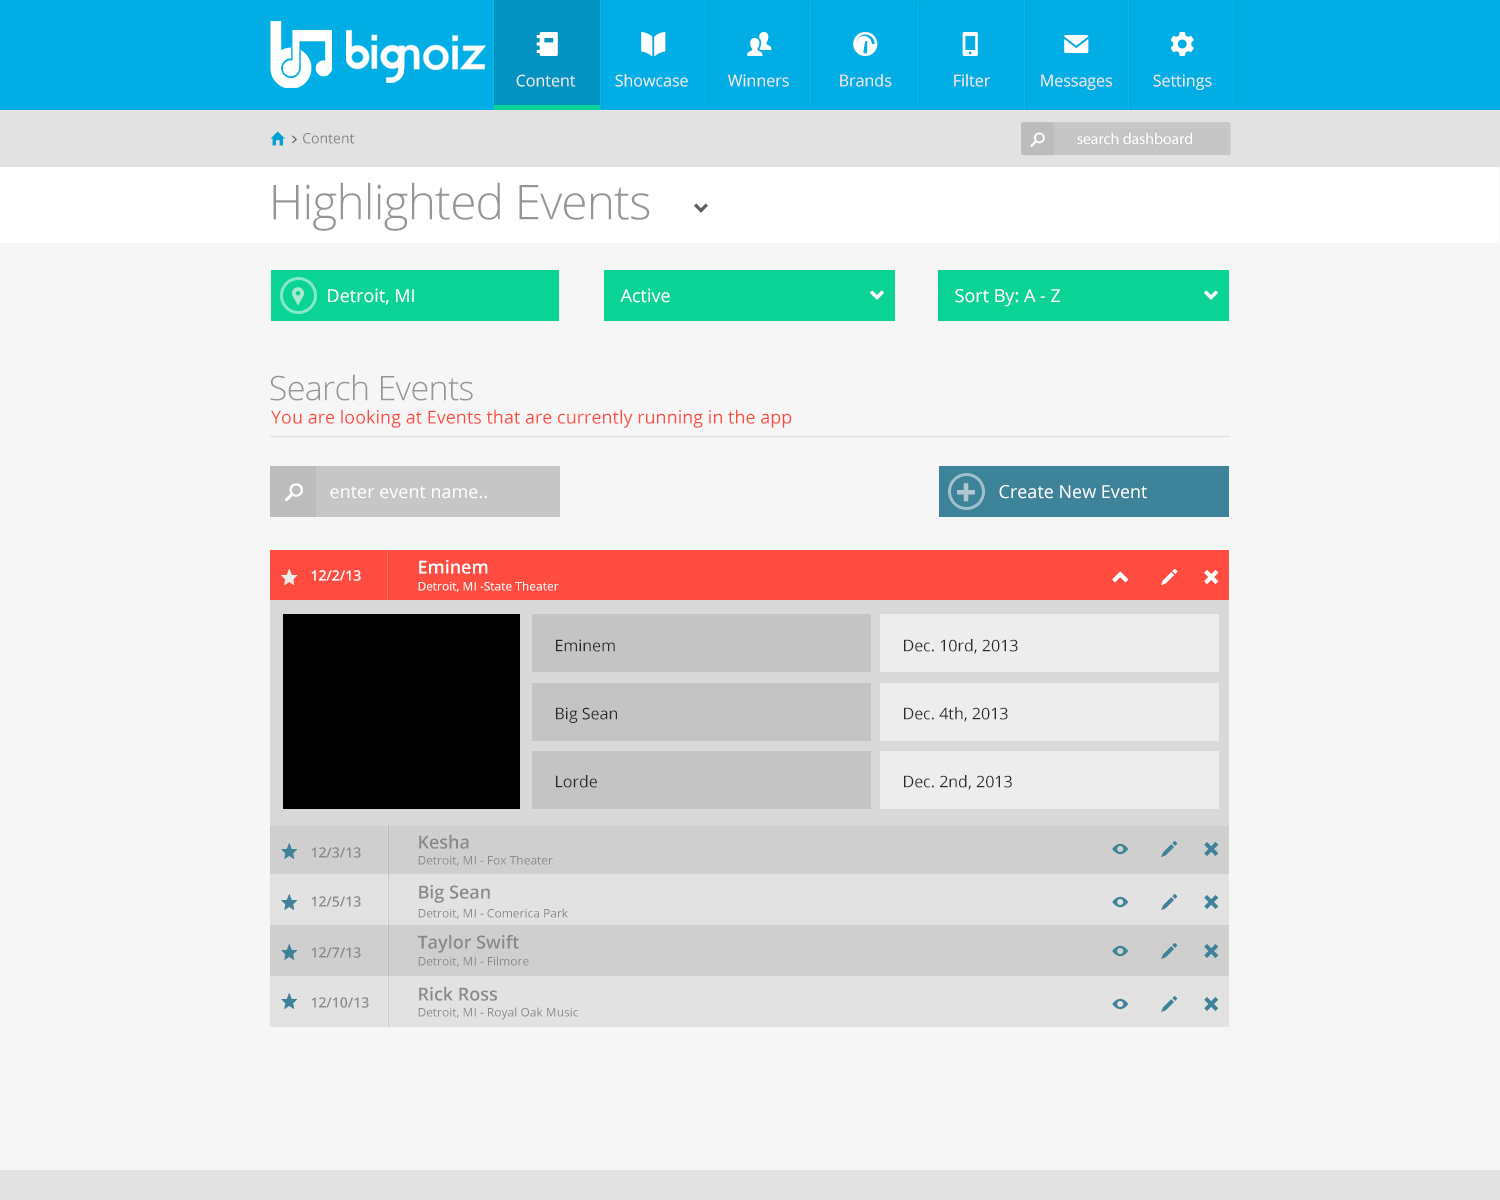 bignoiz
Content
Showcase
Winners
Brands
Filter
Messages
Settings
> Content
search dashboard
Highlighted Events
Detroit, MI
Active
Sort By: A - Z
Search Events
You are looking at Events that are currently running in the app
enter event name..
Create New Event
12/2/13
Eminem
Detroit, MI -State Theater
Eminem
Dec. 10rd, 2013
Big Sean
Dec. 4th, 2013
Lorde
Dec. 2nd, 2013
12/3/13
Kesha
Detroit, MI - Fox Theater
12/5/13
Big Sean
Detroit, MI - Comerica Park
12/7/13
Taylor Swift
Detroit, MI - Filmore
12/10/13
Rick Ross
Detroit, MI - Royal Oak Music